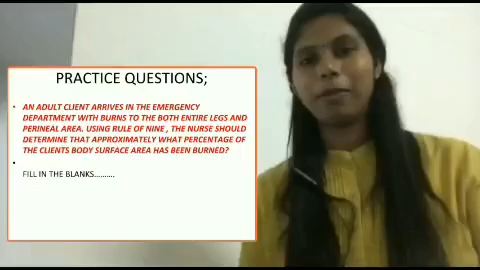 PRACTICE QUESTIONS;
• AN ADULT CLIENT ARRIVES IN THE EMERGENCY
DEPARTMENT WITH BURNS TO THE BOTH ENTIRE LEGS AND
PERINEAL AREA. USING RULE OF NINE , THE NURSE SHOULD
DETERMINE THAT APPROXIMATELY WHAT PERCENTAGE OF
THE CLIENTS BODY SURFACE AREA HAS BEEN BURNED?
•
FILL IN THE BLANKS..........